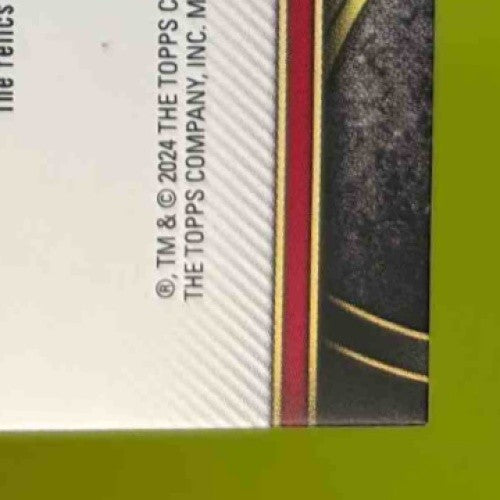 The relics
®, TM & © 2024 THE TOPPS C
THE TOPPS COMPANY, INC. M